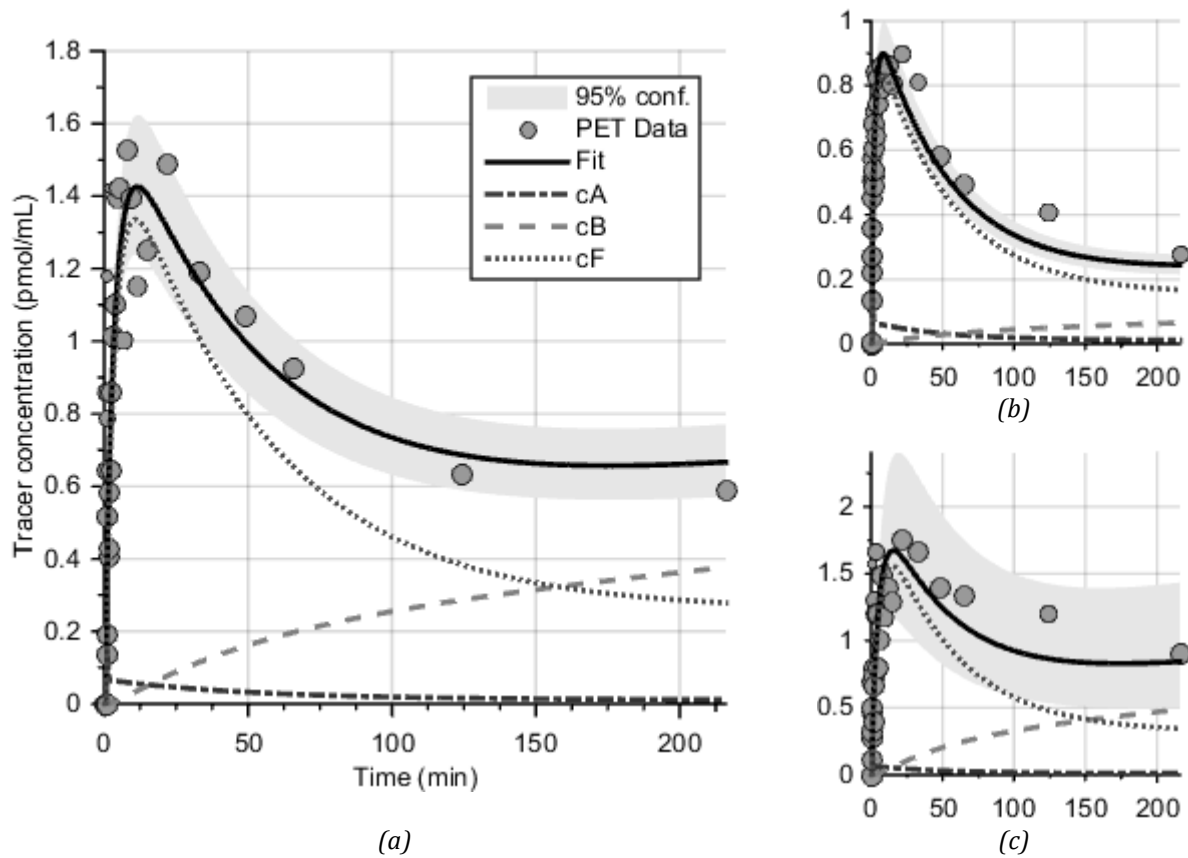 Tracer concentration (pmol/mL)
1.8
1.6
1.4
1.2
1
0.8
0.6
0.4
0.2
0
0 50 100 150 200
Time (min)
95% conf.
PET Data
Fit
cA
cB
cF
(a)
1
0.8
0.6
0.4
0.2
0
0 50 100 150 200
(b)
2
1.5
1
0.5
0
0 50 100 150 200
(c)